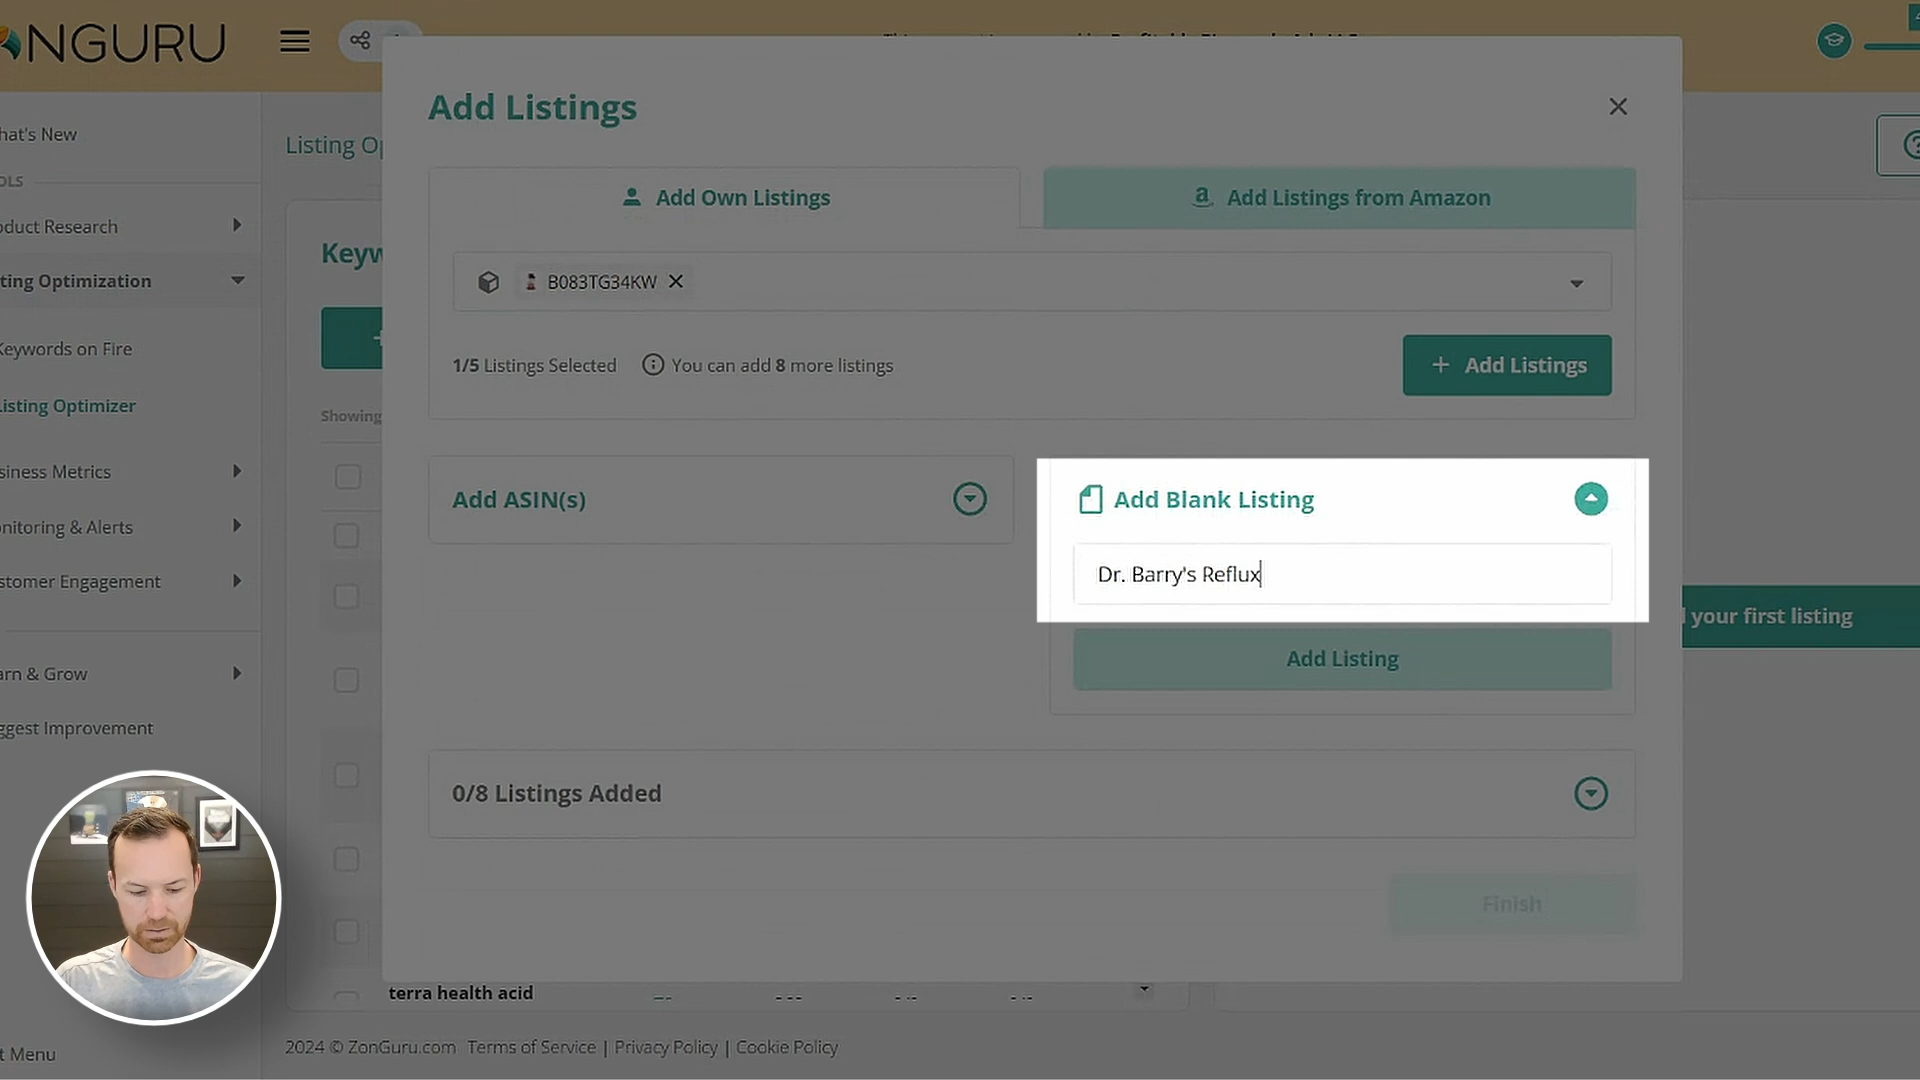 NGURU
Add Listings
hat's New
Listing Op
OLS
Add Own Listings
Add Listings from Amazon
oduct Research
Keyw
ting Optimization
B083TG34KW
Keywords on Fire
1/5 Listings Selected
You can add 8 more listings
+ Add Listings
isting Optimizer
Showing
siness Metrics
Add ASIN(s)
Add Blank Listing
onitoring & Alerts
Dr. Barry's Reflux
stomer Engagement
your first listing
Add Listing
arn & Grow
ggest Improvement
0/8 Listings Added
Finish
terra health acid
2024 © ZonGuru.com Terms of Service | Privacy Policy | Cookie Policy
t Menu